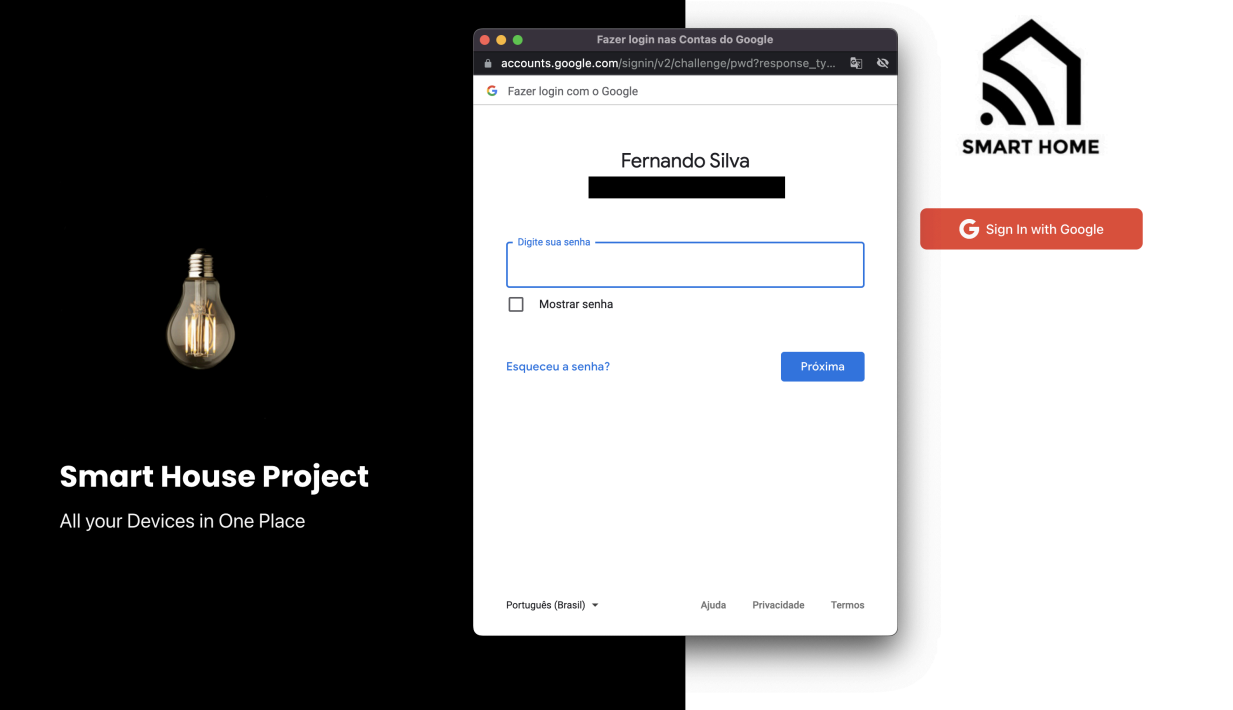 Fazer login nas Contas do Google
accounts.google.com/signin/v2/challenge/pwd?response_ty...
Fazer login com o Google
Fernando Silva
Digite sua senha
Mostrar senha
Esqueceu a senha?
Próxima
Português (Brasil)
Ajuda
Privacidade
Termos
SMART HOME
Sign In with Google
Smart House Project
All your Devices in One Place